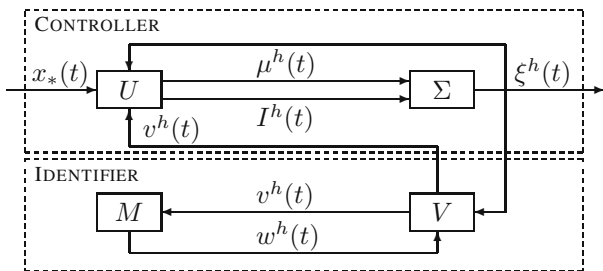 CONTROLLER
x_*(t)
U
μ^h(t)
I^h(t)
Σ
ξ^h(t)
v^h(t)
IDENTIFIER
M
v^h(t)
w^h(t)
V